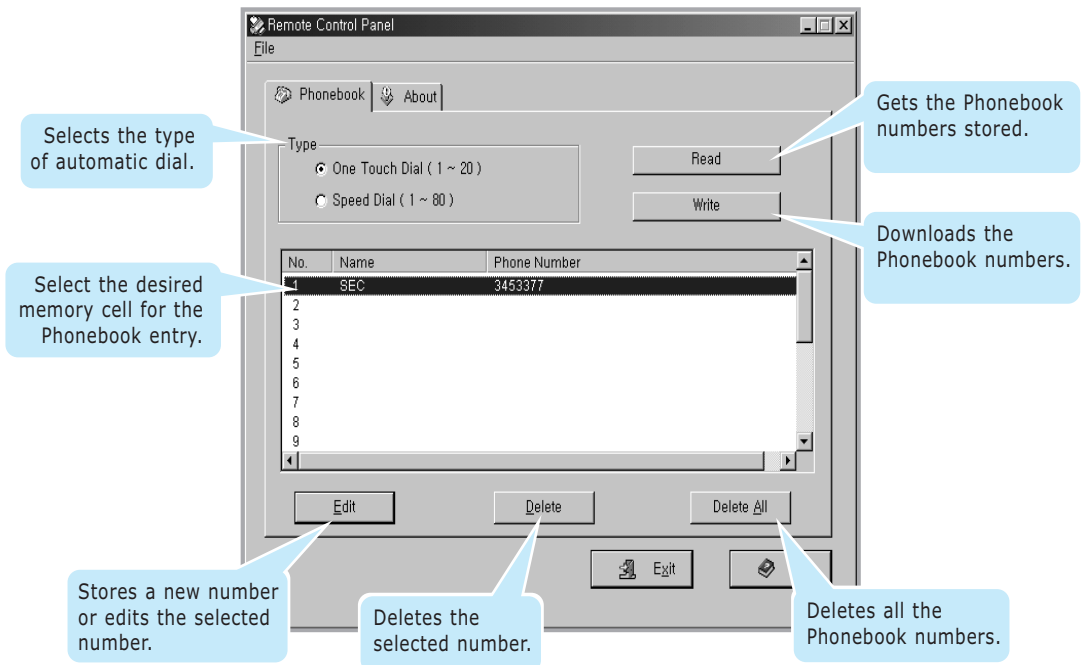 Remote Control Panel
File
Phonebook
About
Selects the type
of automatic dial.
Type
One Touch Dial ( 1 ~ 20 )
Speed Dial ( 1 ~ 80 )
Read
Write
Gets the Phonebook
numbers stored.
Downloads the
Phonebook numbers.
Select the desired
memory cell for the
Phonebook entry.
No. Name Phone Number
1 SEC 3453377
2
3
4
5
6
7
8
9
Edit
Delete
Delete All
Exit
Stores a new number
or edits the selected
number.
Deletes the
selected number.
Deletes all the
Phonebook numbers.